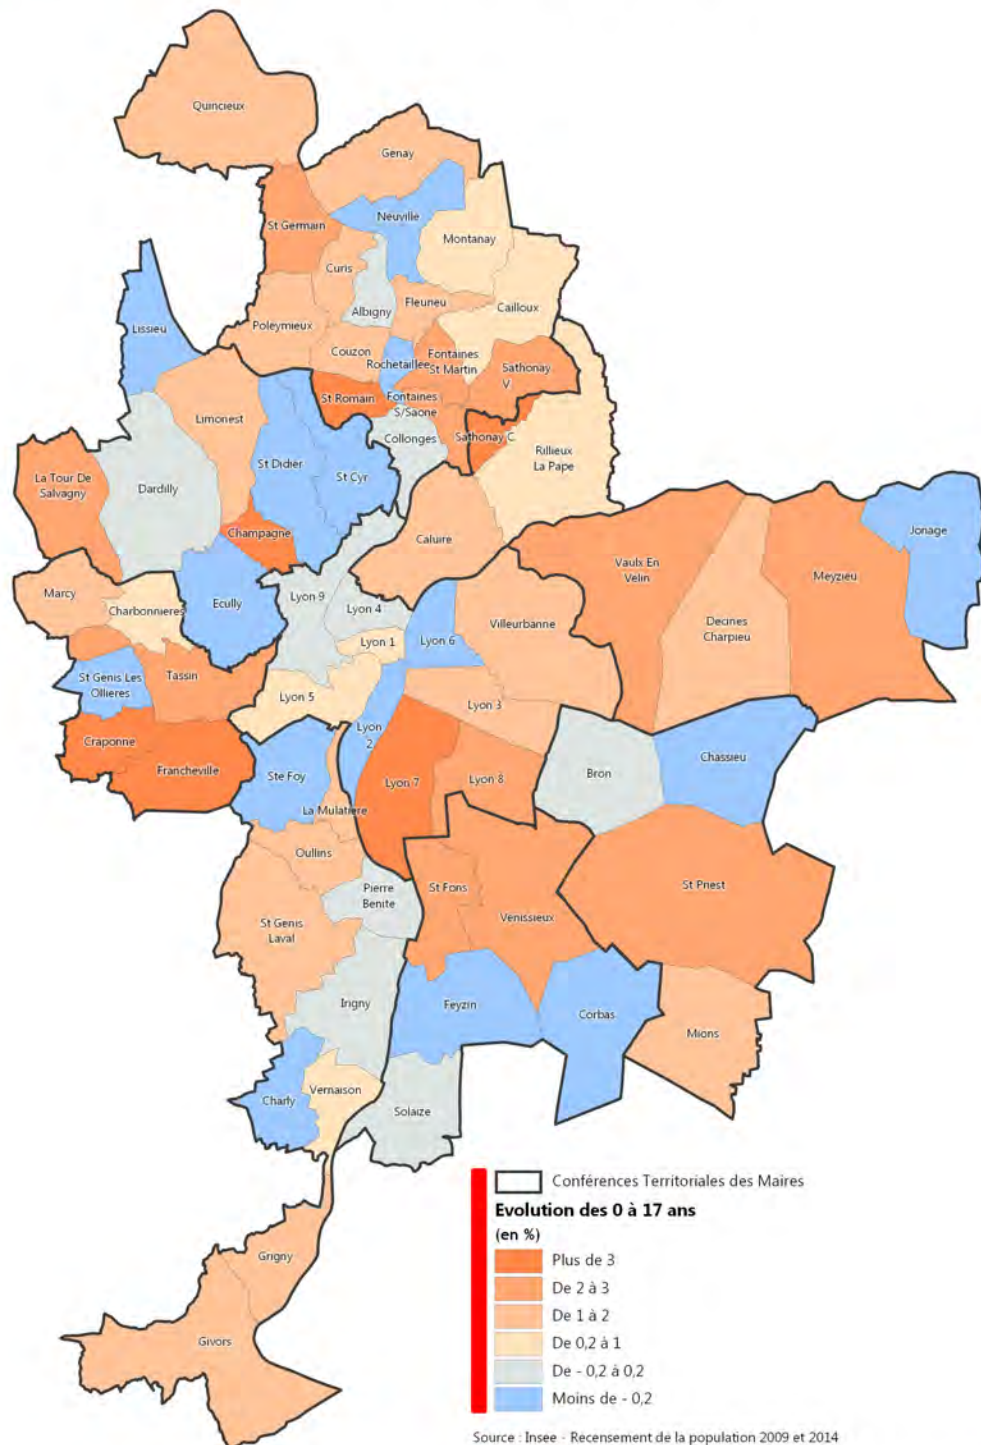 Quincieux
Genay
Neuville
St Germain
Montanay
Curis
Albigny
Fleurieu
Cailloux
Lissieu
Poleymieux
Couzon
Rochetaillee
Fontaines
St Martin
Sathonay
V
St Romain
Fontaines
S/Saone
Limonest
Collonges
Sathonay C
Rillieux
La Pape
St Didier
St Cyr
La Tour De
Salvagny
Dardilly
Champagne
Caluire
Vaulx En
Velin
Jonage
Meyzieu
Marcy
Charbonnieres
Ecully
Lyon 9
Lyon 4
Lyon 1
Lyon 6
Villeurbanne
Decines
Charpieu
St Genis Les
Ollieres
Tassin
Lyon 5
Lyon 3
Lyon
2
Craponne
Francheville
Ste Foy
Lyon 7
Lyon 8
Bron
Chassieu
La Mulatiere
Oullins
Pierre
Benite
St Fons
Venissieux
St Priest
St Genis
Laval
Irigny
Feyzin
Corbas
Mions
Charly
Vernaison
Solaize
Grigny
Givors
Conférences Territoriales des Maires
Evolution des 0 à 17 ans
(en %)
Plus de 3
De 2 à 3
De 1 à 2
De 0,2 à 1
De - 0,2 à 0,2
Moins de - 0,2
Source : Insee - Recensement de la population 2009 et 2014